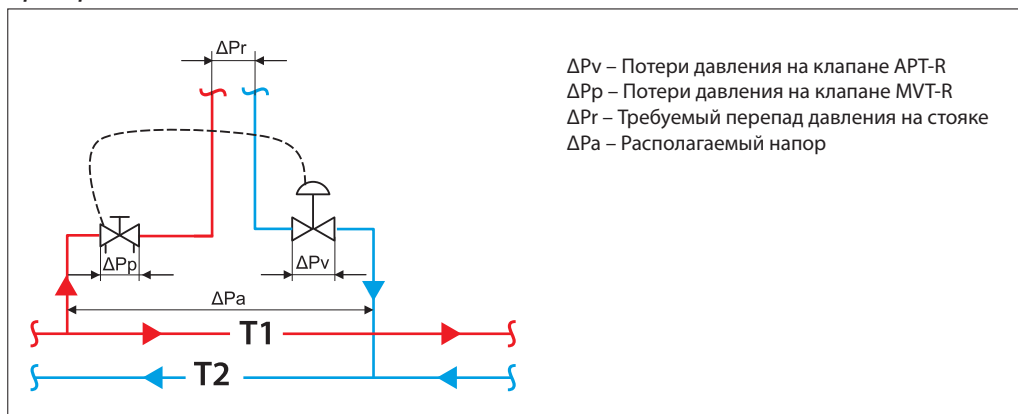 ΔPr
ΔPv – Потери давления на клапане APT-R
ΔPp – Потери давления на клапане MVT-R
ΔPr – Требуемый перепад давления на стояке
ΔPa – Располагаемый напор
ΔPp
ΔPv
ΔPa
T1
T2